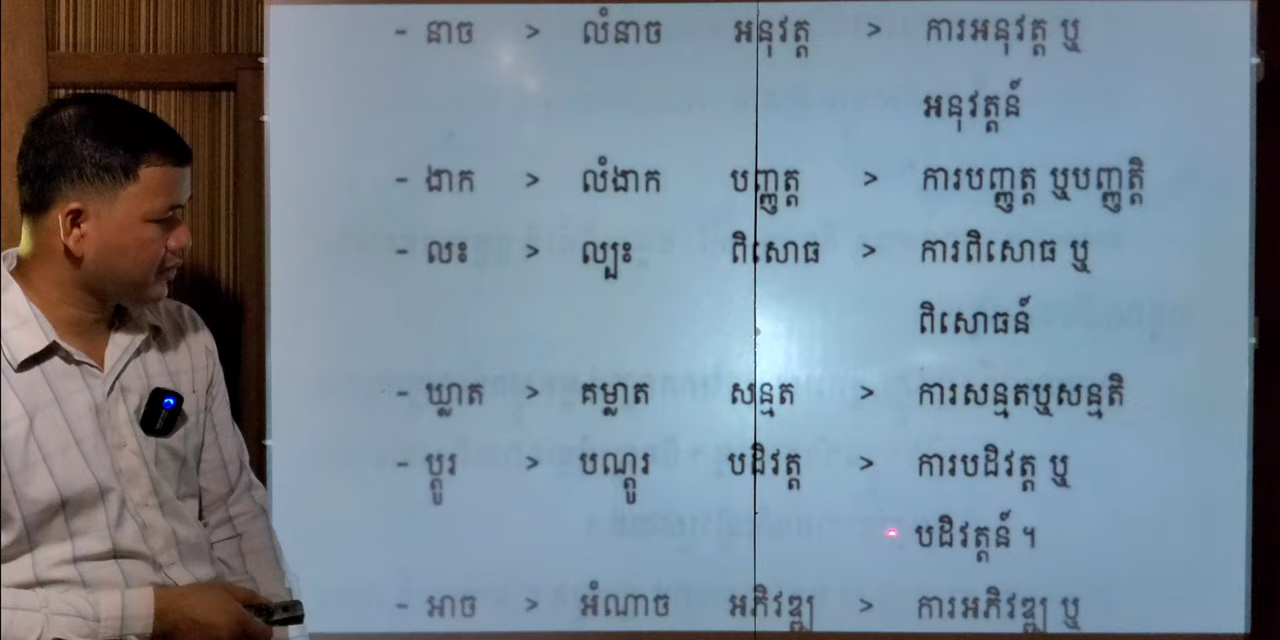 - នាច > លំនាច អនុវត្ត > ការអនុវត្ត ឬ
អនុវត្តន៍
- ងាក > លំងាក បញ្ញត្ត > ការបញ្ញត្ត ឬបញ្ញត្តិ
- លះ > ល្បះ ពិសោធ > ការពិសោធ ឬ
ពិសោធន៍
- ឃ្លាត > គម្លាត សន្មត > ការសន្មតឬសន្មតិ
- ប្ដូរ > បណ្ដូរ បដិវត្ត > ការបដិវត្ត ឬ
បដិវត្តន៍ ។
- អាច > អំណាច អភិវឌ្ឍ > ការអភិវឌ្ឍ ឬ